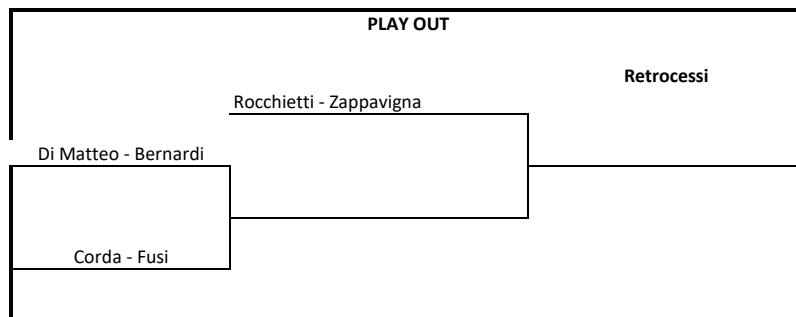 PLAY OUT
Retrocessi
Rocchietti - Zappavigna
Di Matteo - Bernardi
Corda - Fusi